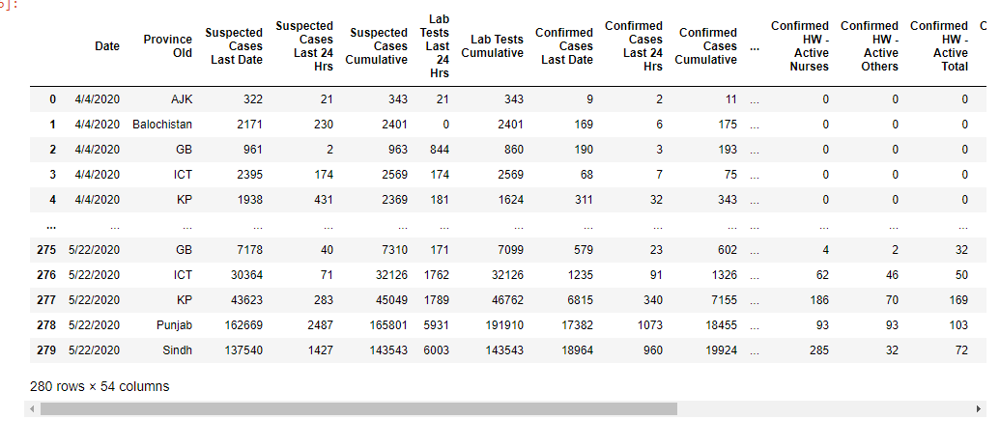 5]:
Date Province Old Suspected Cases Last Date Suspected Cases Last 24 Hrs Suspected Cases Cumulative Lab Tests Last 24 Hrs Lab Tests Cumulative Confirmed Cases Last Date Confirmed Cases Last 24 Hrs Confirmed Cases Cumulative ... Confirmed HW - Active Nurses Confirmed HW - Active Others Confirmed HW - Active Total C
0 4/4/2020 AJK 322 21 343 21 343 9 2 11 ... 0 0 0
1 4/4/2020 Balochistan 2171 230 2401 0 2401 169 6 175 ... 0 0 0
2 4/4/2020 GB 961 2 963 844 860 190 3 193 ... 0 0 0
3 4/4/2020 ICT 2395 174 2569 174 2569 68 7 75 ... 0 0 0
4 4/4/2020 KP 1938 431 2369 181 1624 311 32 343 ... 0 0 0
... ... ... ... ... ... ... ... ... ... ... ... ... ... ...
275 5/22/2020 GB 7178 40 7310 171 7099 579 23 602 ... 4 2 32
276 5/22/2020 ICT 30364 71 32126 1762 32126 1235 91 1326 ... 62 46 50
277 5/22/2020 KP 43623 283 45049 1789 46762 6815 340 7155 ... 186 70 169
278 5/22/2020 Punjab 162669 2487 165801 5931 191910 17382 1073 18455 ... 93 93 103
279 5/22/2020 Sindh 137540 1427 143543 6003 143543 18964 960 19924 ... 285 32 72
280 rows × 54 columns